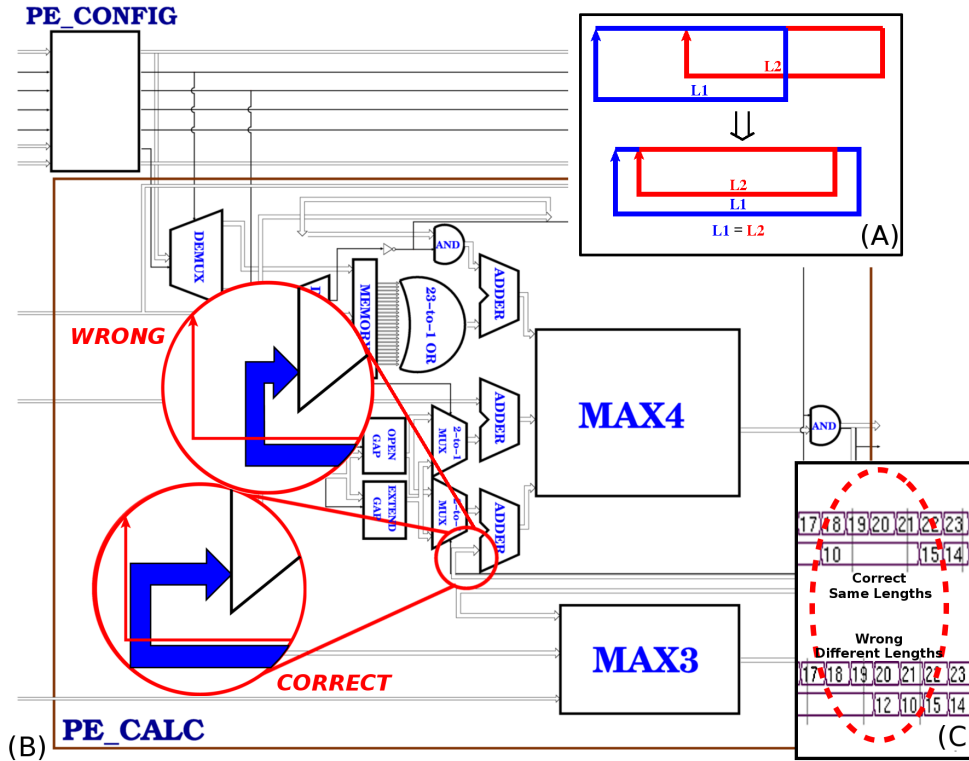 PE_CONFIG
L2
L1
L2
L1
L1 = L2
(A)
DEMUX
AND
MEMORY
23-to-1 OR
ADDER
WRONG
ADDER
MAX4
AND
OPEN
GAP
2-to-1
MUX
EXTEND
GAP
MUX
ADDER
17 18 19 20 21 22 23
10 15 14
Correct
Same Lengths
Wrong
Different Lengths
17 18 19 20 21 22 23
12 10 15 14
MAX3
CORRECT
PE_CALC
(B)
(C